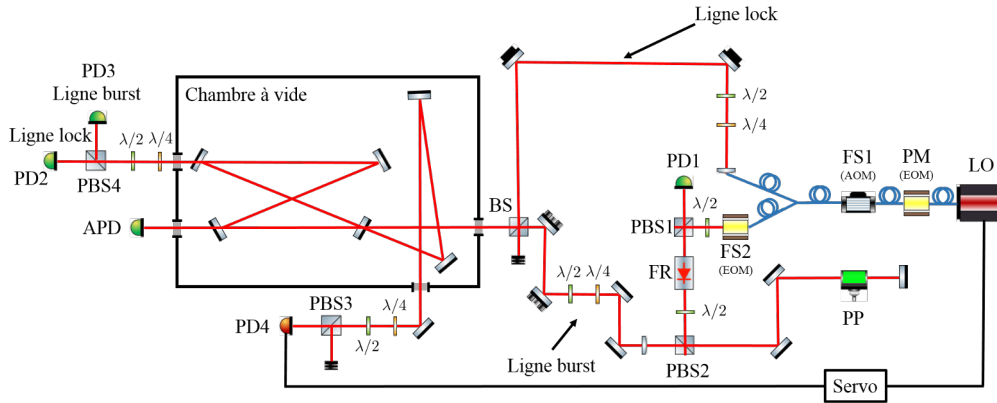 Ligne lock
PD3
Ligne burst
Chambre à vide
λ/2
λ/4
Ligne lock
λ/2
λ/4
PD2
PBS4
PD1
FS1
(AOM)
PM
(EOM)
LO
BS
λ/2
APD
PBS1
FS2
(EOM)
FR
λ/2
λ/4
PBS3
λ/4
λ/2
PD4
λ/2
PP
Ligne burst
PBS2
Servo